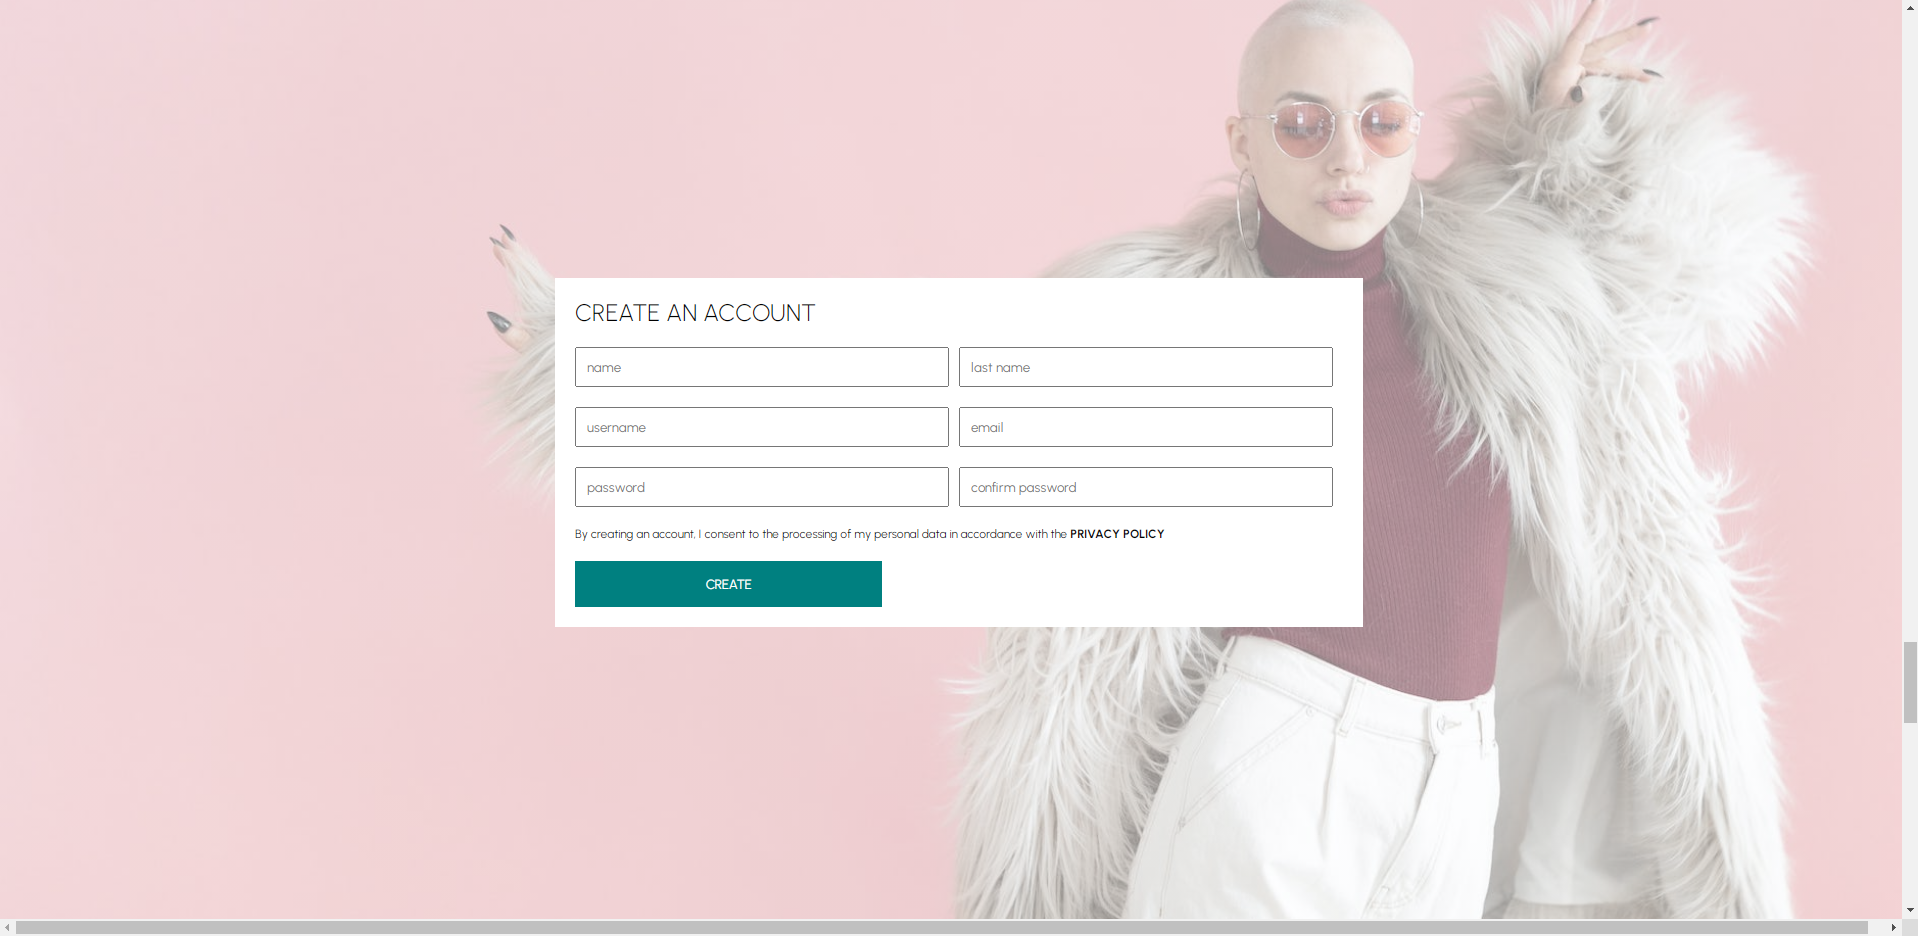 CREATE AN ACCOUNT
name
last name
username
email
password
confirm password
By creating an account, I consent to the processing of my personal data in accordance with the PRIVACY POLICY
CREATE